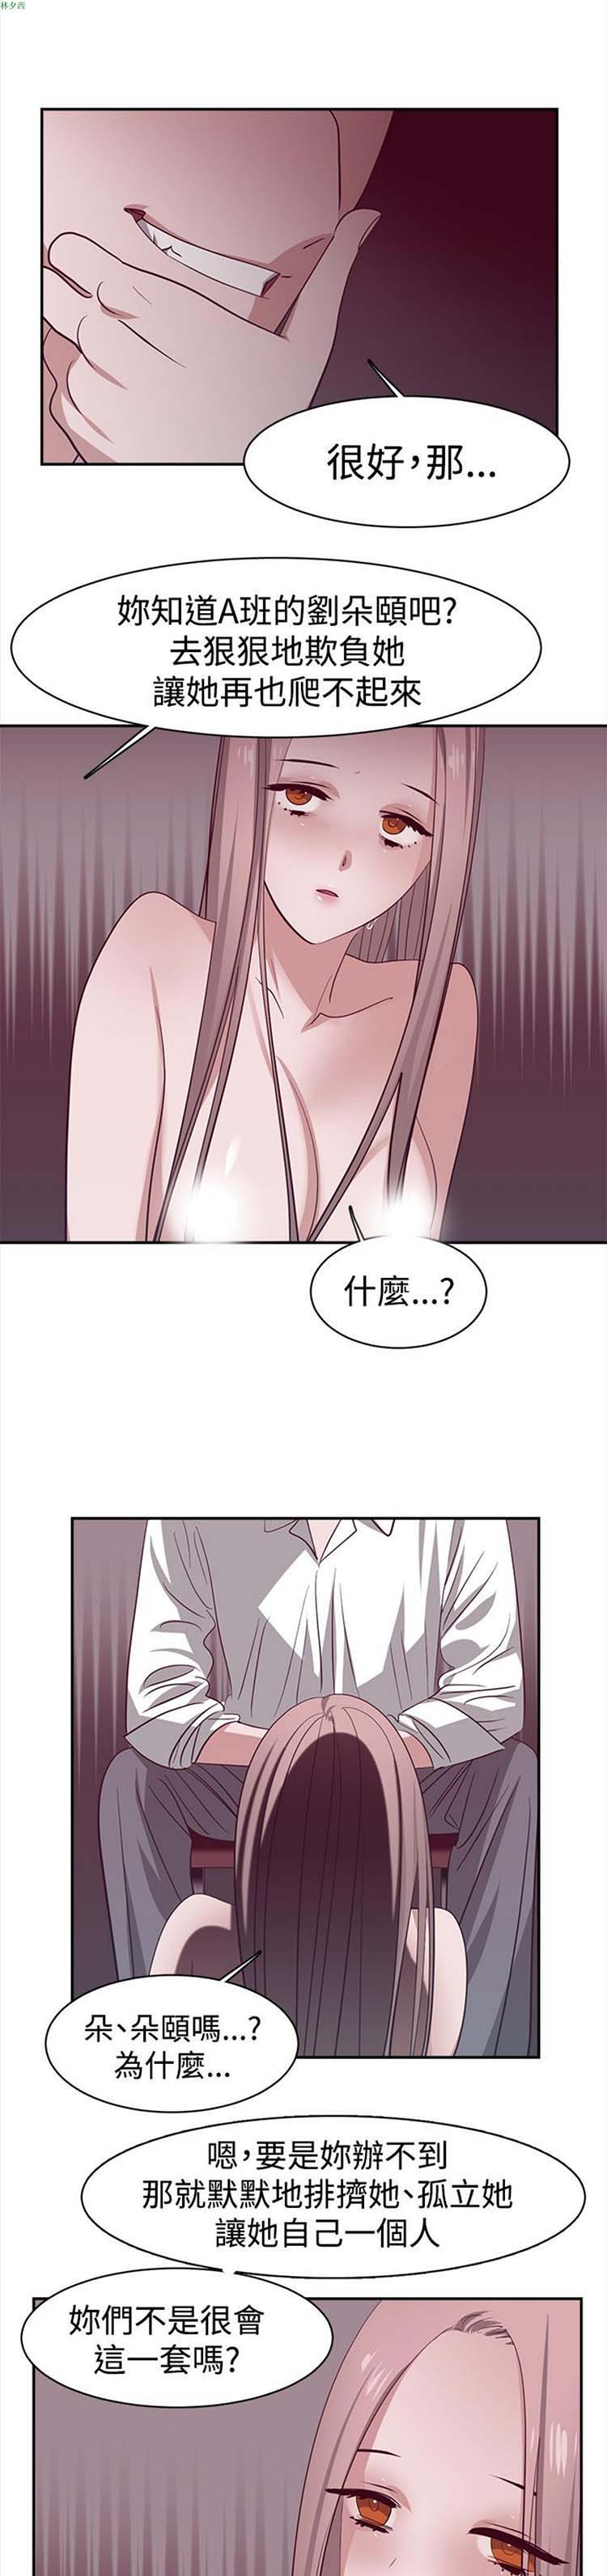 林夕西
很好，那...
妳知道A班的劉朵頤吧?
去狠狠地欺負她
讓她再也爬不起來
什麼...?
朵、朵頤嗎...?
為什麼...
嗯，要是妳辦不到
那就默默地排擠她、孤立她
讓她自己一個人
妳們不是很會
這一套嗎?